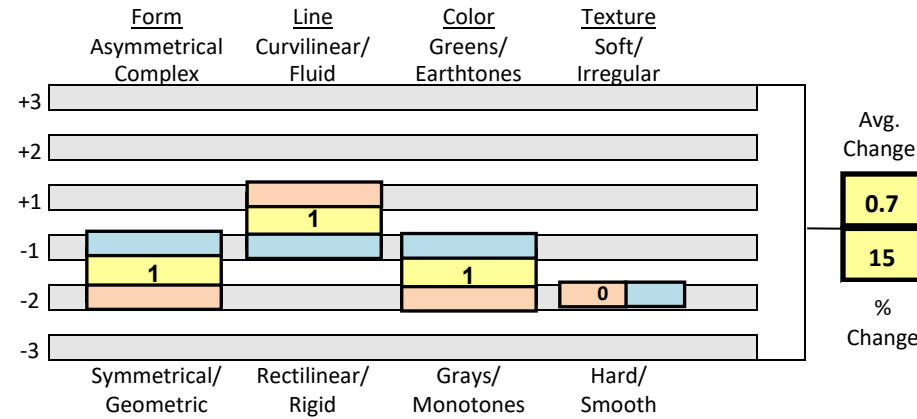 Form Line Color Texture
Asymmetrical Curvilinear/ Greens/ Soft/
Complex Fluid Earthtones Irregular
+3
Avg.
Change
+2
+1
0.7
1
-1
15
1 1
-2
0
%
Change
-3
Symmetrical/ Rectilinear/ Grays/ Hard/
Geometric Rigid Monotones Smooth